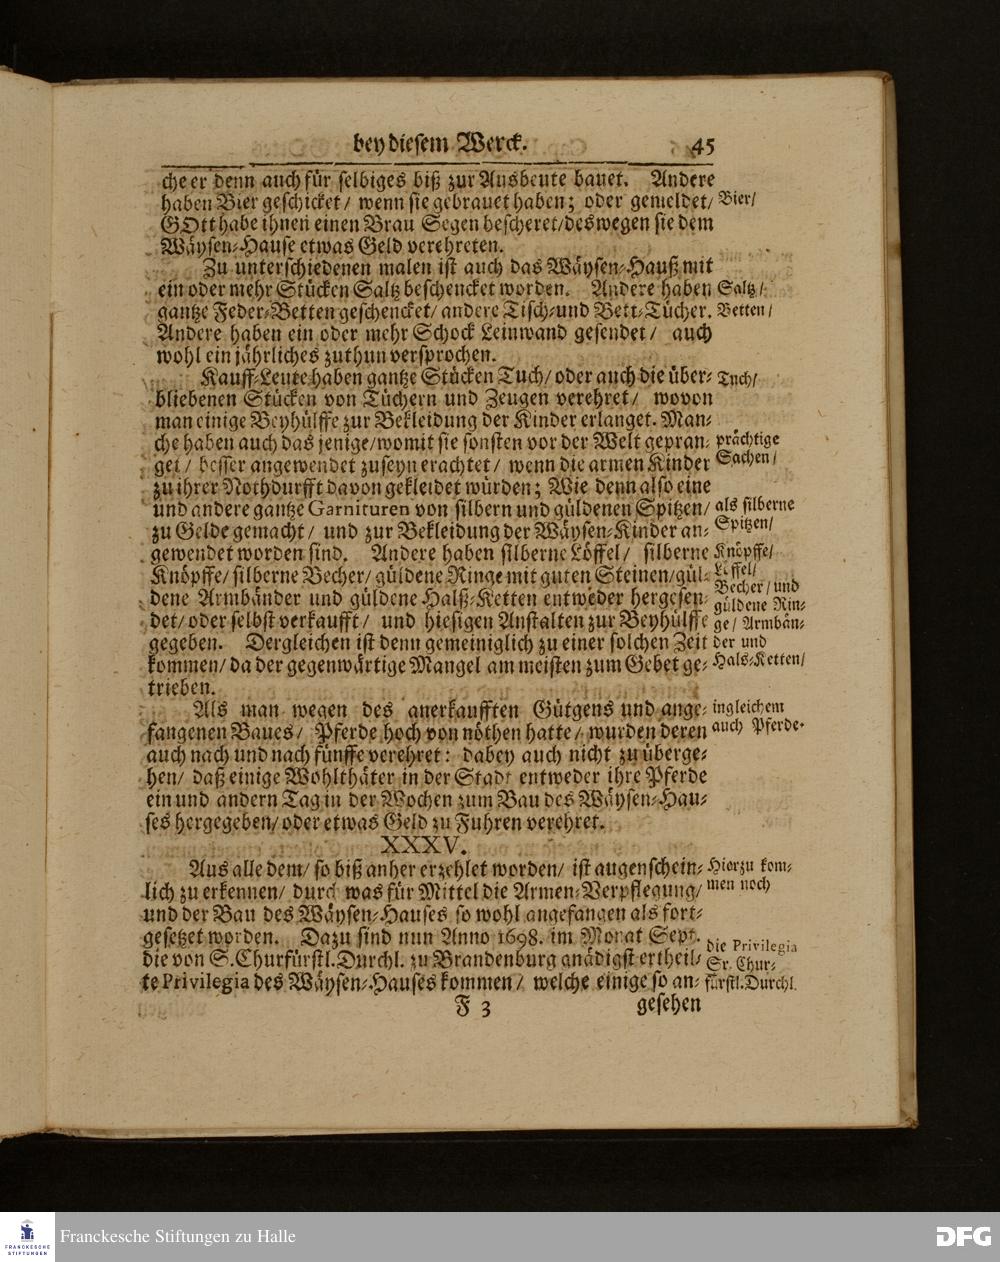 bey diesem Werck. 45
che er denn auch für selbiges biß zur Ausbeute bauet. Andere
haben Bier geschicket / wenn sie gebrauet haben; oder gemeldet /
Bier /
GOtt habe ihnen einen Brau Segen bescheret / deswegen sie dem
Wäysen-Hause etwas Geld verehreten.
Zu unterschiedenen malen ist auch das Wäysen-Hauß mit
ein oder mehr Stücken Saltz beschencket worden. Andere haben
Saltz /
gantze Feder-Betten geschencket / andere Tisch- und Bett-Tücher.
Betten /
Andere haben ein oder mehr Schock Leinwand gesendet / auch
wohl ein jährliches zuthun versprochen.
Kauff-Leute haben gantze Stücken Tuch / oder auch die über-
Tuch /
bliebenen Stücken von Tüchern und Zeugen verehret / wovon
man einige Beyhülffe zur Bekleidung der Kinder erlanget. Man-
che haben auch das jenige / womit sie sonsten vor der Welt gepran-
prächtige
get / besser angewendet zu seyn erachtet / wenn die armen Kinder
Sachen /
zu ihrer Nothdurfft davon gekleidet würden; Wie denn also eine
und andere gantze Garnituren von silbern und güldenen Spitzen /
als silberne
zu Gelde gemacht / und zur Bekleidung der Wäysen-Kinder an-
Spitzen /
gewendet worden sind. Andere haben silberne Löffel / silberne
Knöpffe /
Knöpffe / silberne Becher / güldene Ringe mit guten Steinen / gül-
Löffel /
Becher / und
dene Armbänder und güldene Halß-Ketten entweder hergesen-
güldene Rin-
det / oder selbst verkaufft / und hiesigen Anstalten zur Beyhülffe
ge / Armbän-
gegeben. Dergleichen ist denn gemeiniglich zu einer solchen Zeit
der und
kommen / da der gegenwärtige Mangel am meisten zum Gebet ge-
Hals-Ketten /
trieben.
Als man wegen des anerkaufften Gütgens und ange-
ingleichem
fangenen Baues / Pferde hoch von nöthen hatte / wurden deren
auch Pferde.
auch nach und nach fünffe verehret: dabey auch nicht zu überge-
hen / daß einige Wohlthäter in der Stadt entweder ihre Pferde
ein und andern Tag in der Wochen zum Bau des Wäysen-Hau-
ses hergegeben / oder etwas Geld zu Fuhren verehret.
XXXV.
Aus alle dem / so biß anher erzehlet worden / ist augenschein-
Hierzu kom-
lich zu erkennen / durch was für Mittel die Armen-Verpflegung /
men noch
und der Bau des Wäysen-Hauses so wohl angefangen als fort-
gesetzet worden. Dazu sind nun Anno 1698. im Monat Sept.
die Privilegia
die von S. Churfürstl. Durchl. zu Brandenburg gnädigst ertheil-
Sr. Chur-
te Privilegia des Wäysen-Hauses kommen / welche einige so an-
fürstl. Durchl.
F 3 gesehen
FRANCKESCHE
STIFTUNGEN
Franckesche Stiftungen zu Halle
DFG